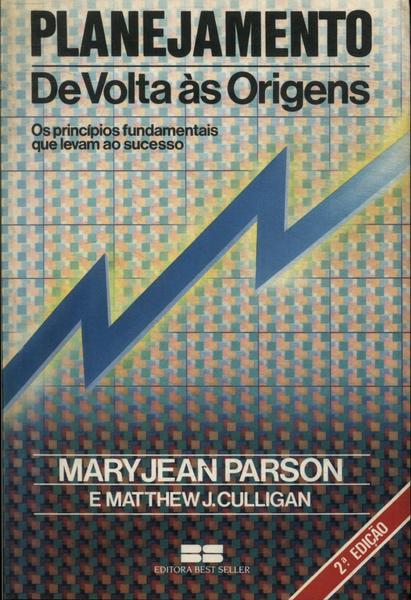 PLANEJAMENTO
De Volta às Origens
Os princípios fundamentais
que levam ao sucesso
MARY JEAN PARSON
E MATTHEW J. CULLIGAN
2ª EDIÇÃO
BS
EDITORA BEST SELLER